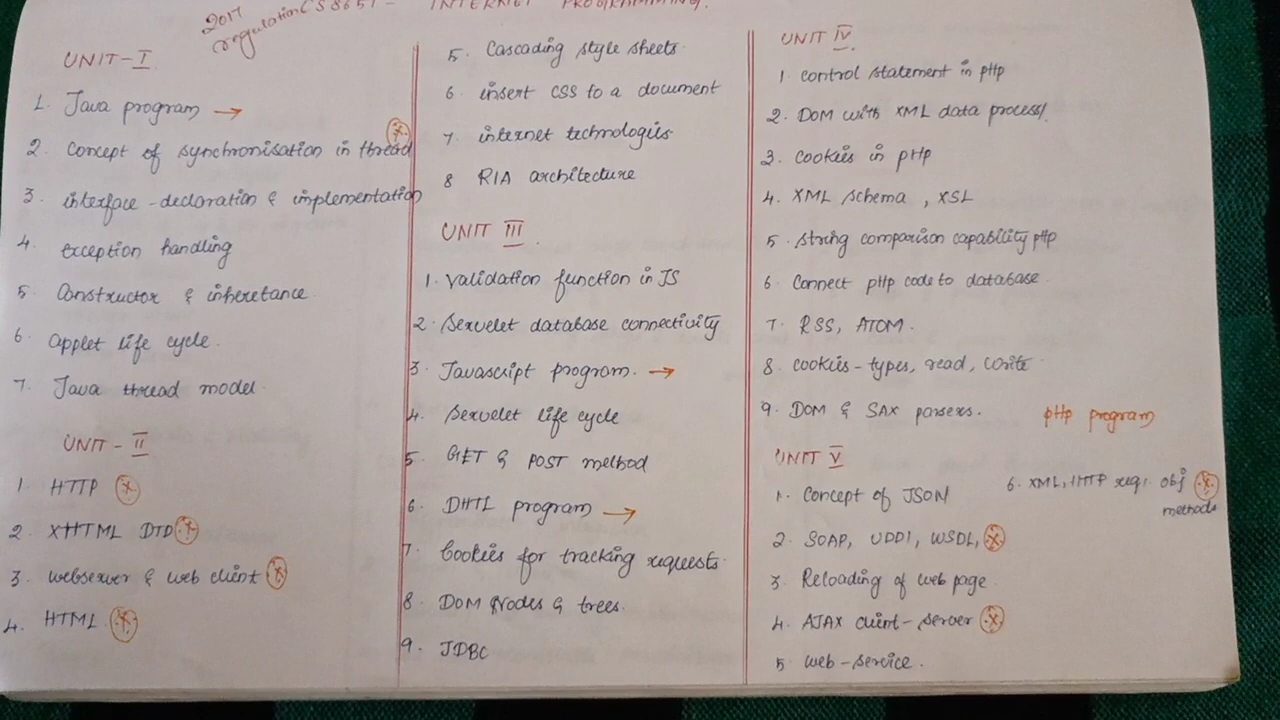 2017
regulation CS8651 - INTERNET PROGRAMMING.
UNIT-I
1. Java program →
2. concept of synchronisation in thread
3. interface - declaration & implementation
4. exception handling
5. Constructor & inheretance
6. applet life cycle.
7. Java thread model.
UNIT-II
1. HTTP
2. XHTML DTD
3. webserver & web client
4. HTML
5. Cascading style sheets.
6. insert CSS to a document
7. internet technologies
8 RIA architecture
UNIT III.
1. Validation function in JS
2. Servelet database connectivity
3. Javascript program. →
4. Servelet life cycle
5. GET & POST method
6. DHTL program →
7. Cookies for tracking requests.
8. DOM Nodes & trees.
9. JDBC
UNIT IV.
1 control statement in pHp
2. DOM with XML data process/.
3. cookies in pHp
4. XML schema, XSL
5. string comparison capability pHp
6. Connect pHp code to database.
7. RSS, ATOM.
8. cookies - types, read, write
9. DOM & SAX parsers. pHp program
UNIT V
1. Concept of JSON
2. SOAP, UDDI, WSDL,
3. Reloading of web page
4. AJAX client - server
5 web-service.
6. XML, HTTP req. obj
methods